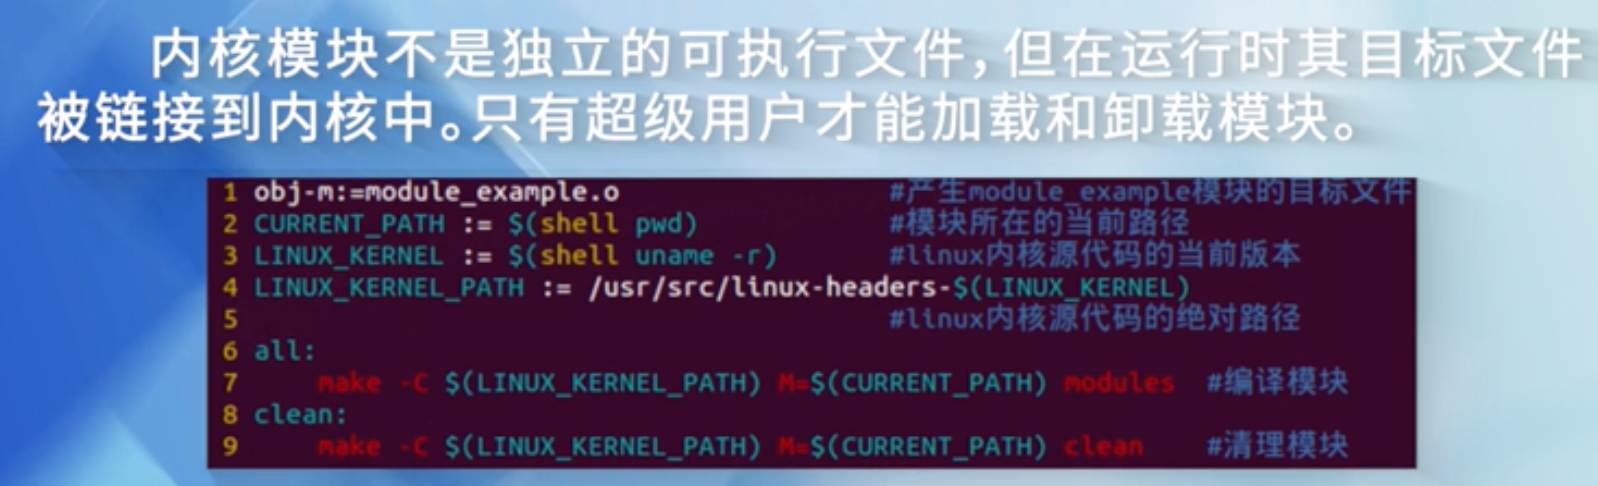 内核模块不是独立的可执行文件，但在运行时其目标文件
被链接到内核中。只有超级用户才能加载和卸载模块。
1 obj-m:=module_example.o #产生module_example模块的目标文件
2 CURRENT_PATH := $(shell pwd) #模块所在的当前路径
3 LINUX_KERNEL := $(shell uname -r) #linux内核源代码的当前版本
4 LINUX_KERNEL_PATH := /usr/src/linux-headers-$(LINUX_KERNEL)
5 #linux内核源代码的绝对路径
6 all:
7 make -C $(LINUX_KERNEL_PATH) M=$(CURRENT_PATH) modules #编译模块
8 clean:
9 make -C $(LINUX_KERNEL_PATH) M=$(CURRENT_PATH) clean #清理模块